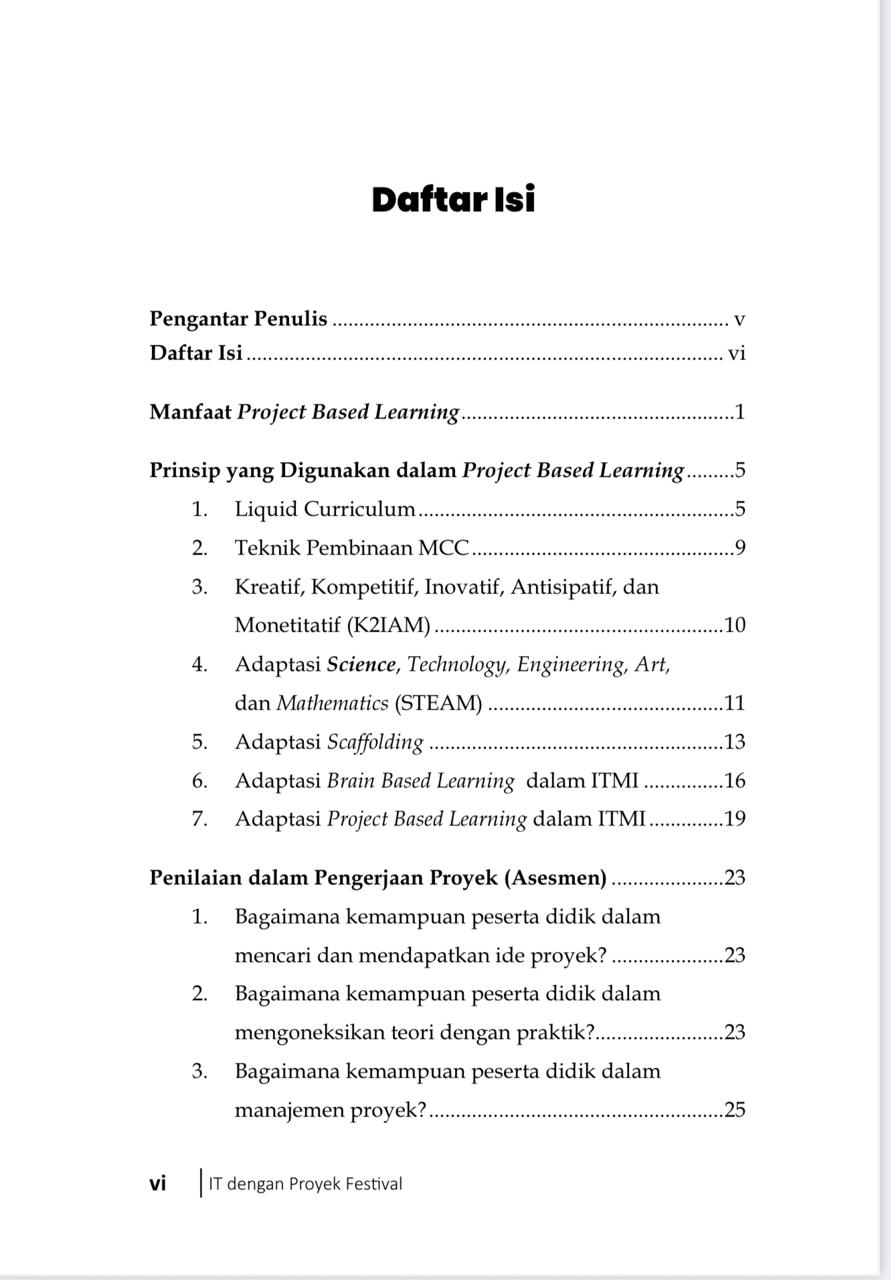 Daftar Isi
Pengantar Penulis ........................................................................... v
Daftar Isi.......................................................................................... vi
Manfaat Project Based Learning....................................................1
Prinsip yang Digunakan dalam Project Based Learning.........5
1. Liquid Curriculum............................................................5
2. Teknik Pembinaan MCC..................................................9
3. Kreatif, Kompetitif, Inovatif, Antisipatif, dan
Monetitatif (K2IAM) .......................................................10
4. Adaptasi Science, Technology, Engineering, Art,
dan Mathematics (STEAM) .............................................11
5. Adaptasi Scaffolding ........................................................13
6. Adaptasi Brain Based Learning dalam ITMI ...............16
7. Adaptasi Project Based Learning dalam ITMI..............19
Penilaian dalam Pengerjaan Proyek (Asesmen) .....................23
1. Bagaimana kemampuan peserta didik dalam
mencari dan mendapatkan ide proyek? .....................23
2. Bagaimana kemampuan peserta didik dalam
mengoneksikan teori dengan praktik?........................23
3. Bagaimana kemampuan peserta didik dalam
manajemen proyek?........................................................25
vi IT dengan Proyek Festival